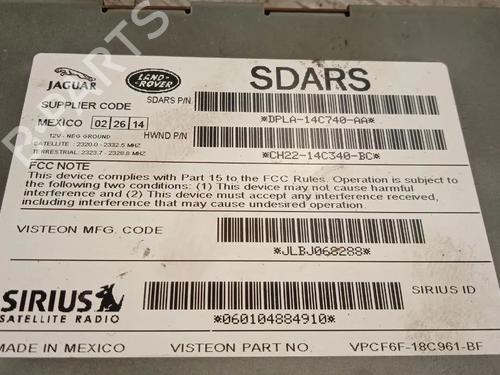 JAGUAR
LAND-
ROVER
SDARS
SUPPLIER CODE
SDARS P/N
*DPLA-14C740-AA*
MEXICO 02 26 14
12V- NEG GROUND
HWND P/N
SATELLITE : 2320.0 - 2332.5 MHZ
TERRESTRIAL: 2323.7 - 2328.8 MHZ
*CH22-14C340-BC*
FCC NOTE
This device complies with Part 15 to the FCC Rules. Operation is subject to
the following two conditions: (1) This device may not cause harmful
interference and (2) This device must accept any interference received,
including interference that may cause undesired operation.
VISTEON MFG. CODE
*JLBJ068288*
SIRIUS
SATELLITE RADIO
SIRIUS ID
*060104884910*
MADE IN MEXICO
VISTEON PART NO.
VPCF6F-18C961-BF